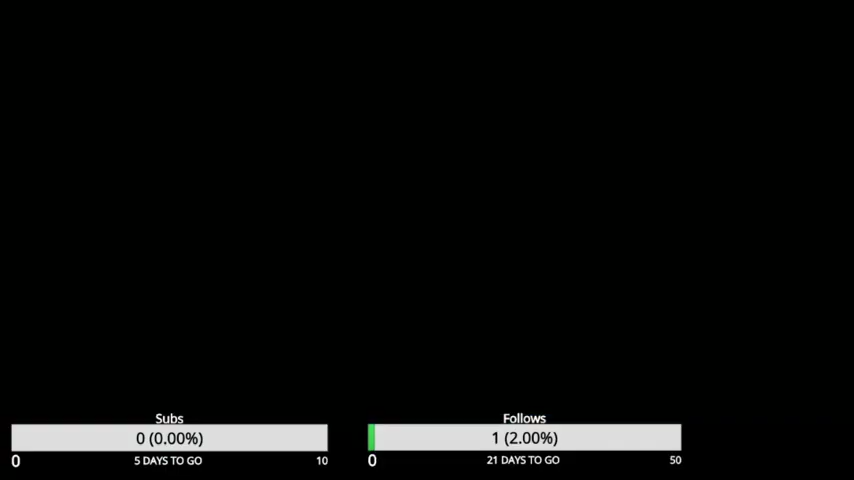 Subs
0 (0.00%)
0 5 DAYS TO GO 10
Follows
1 (2.00%)
0 21 DAYS TO GO 50